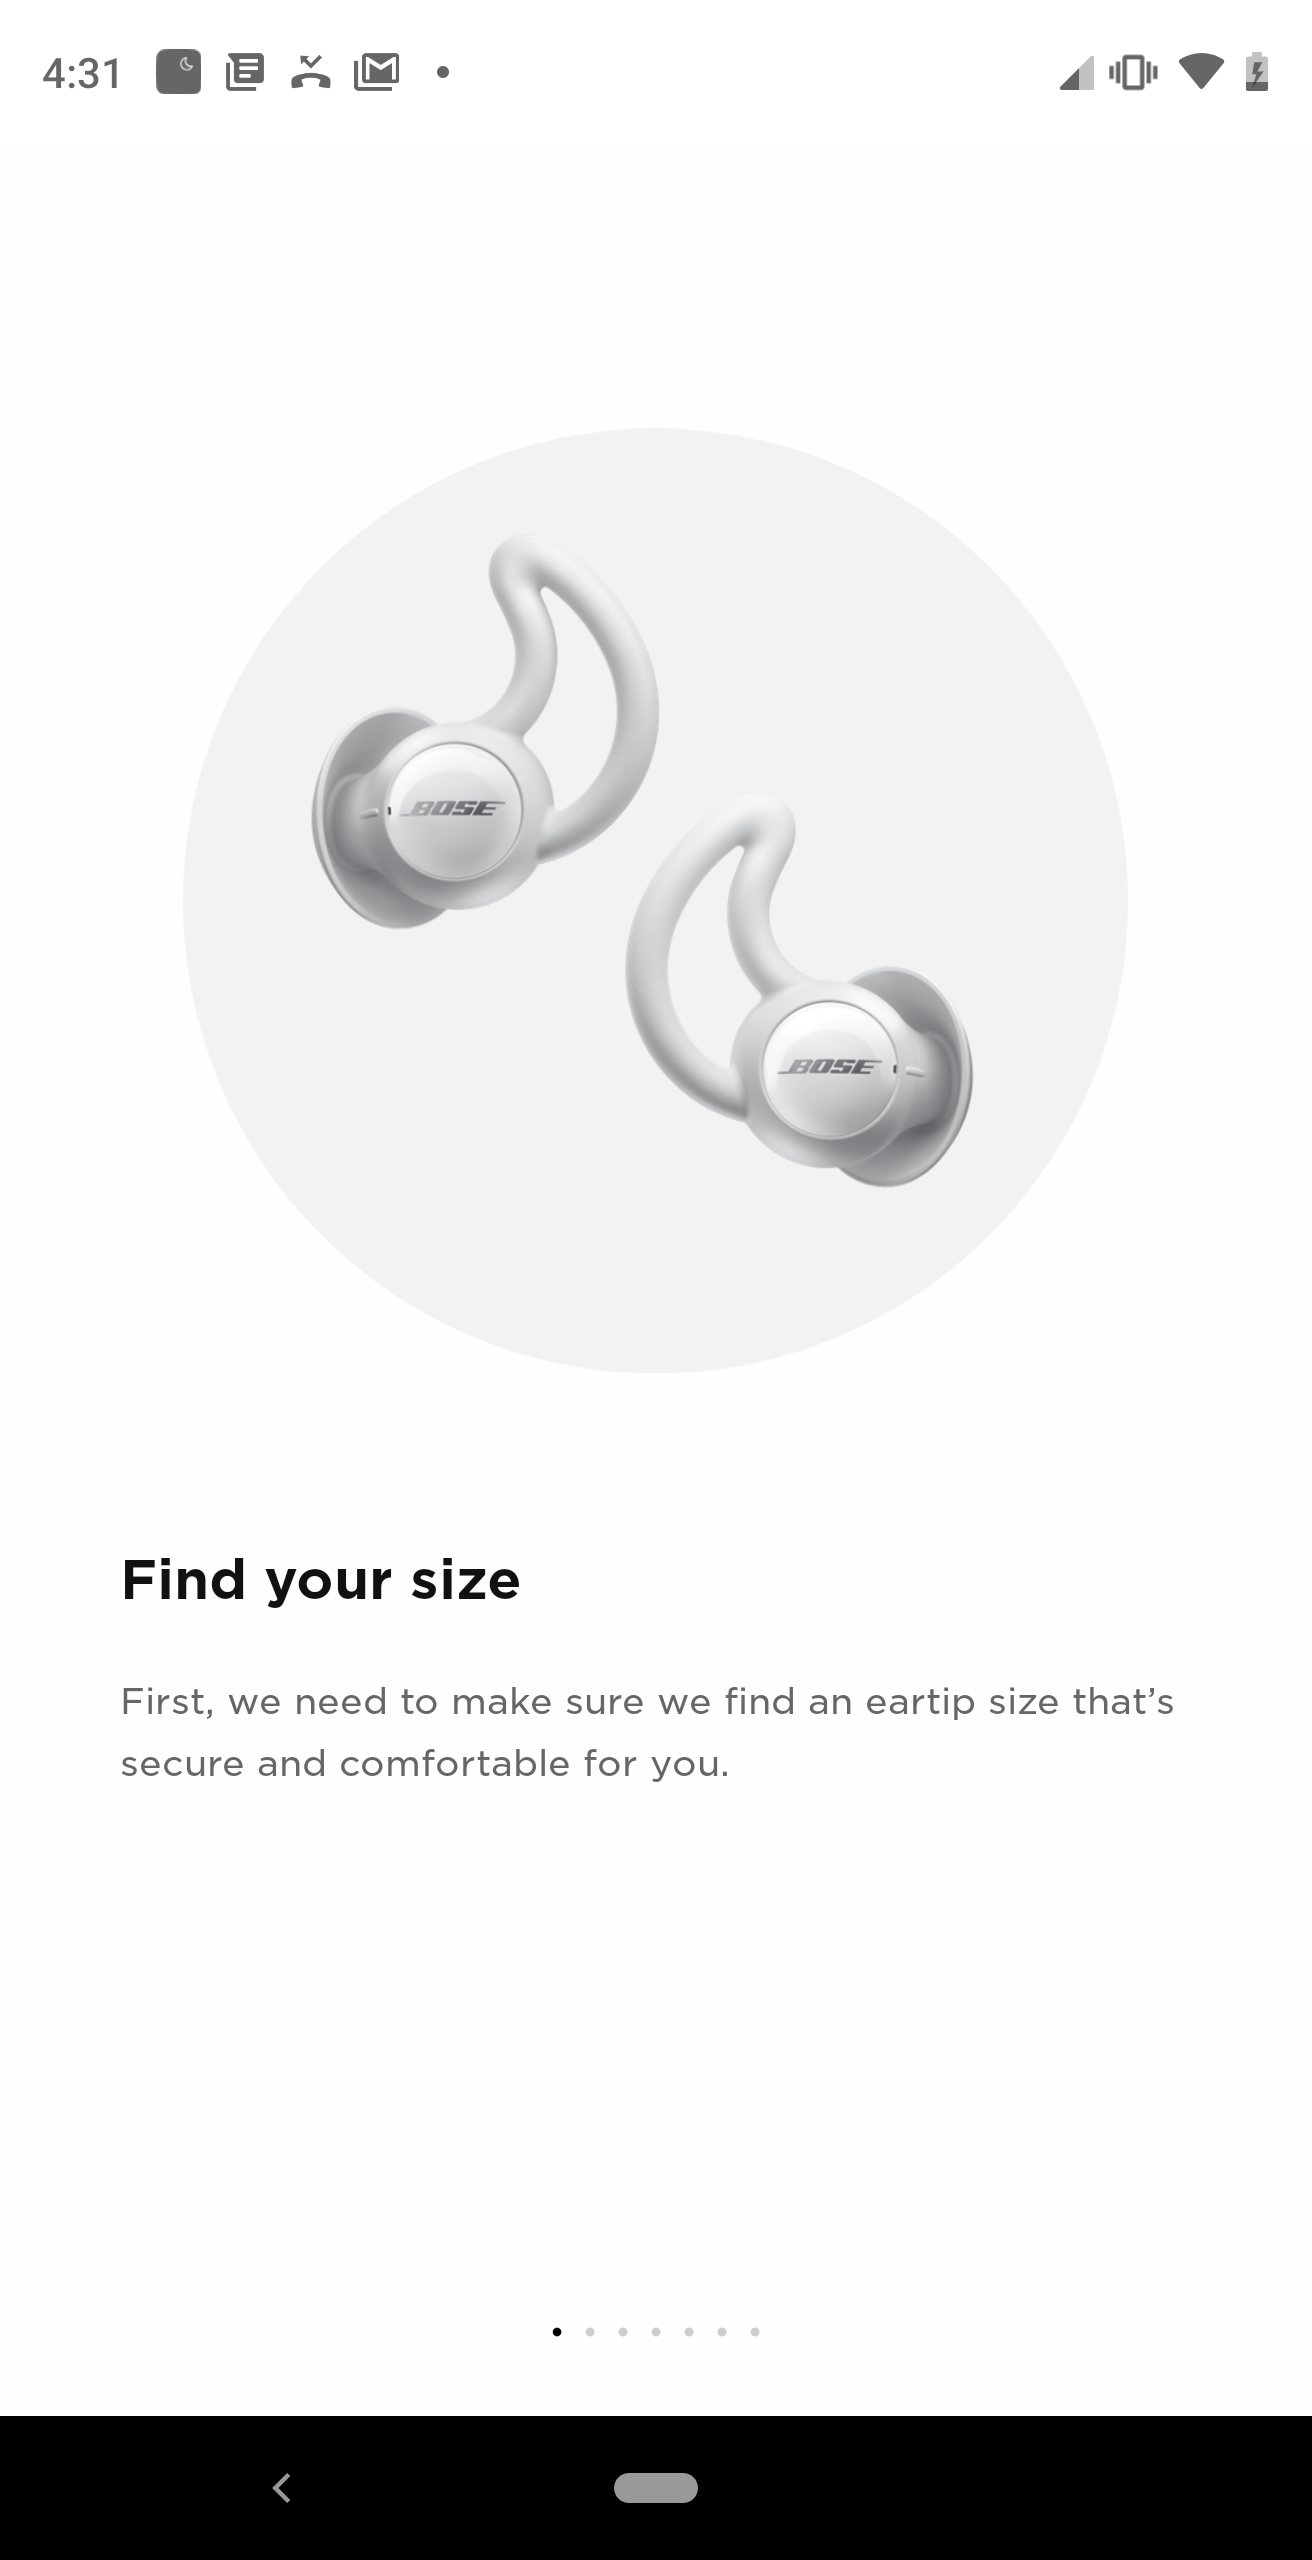 4:31
BOSE
BOSE
Find your size
First, we need to make sure we find an eartip size that’s
secure and comfortable for you.